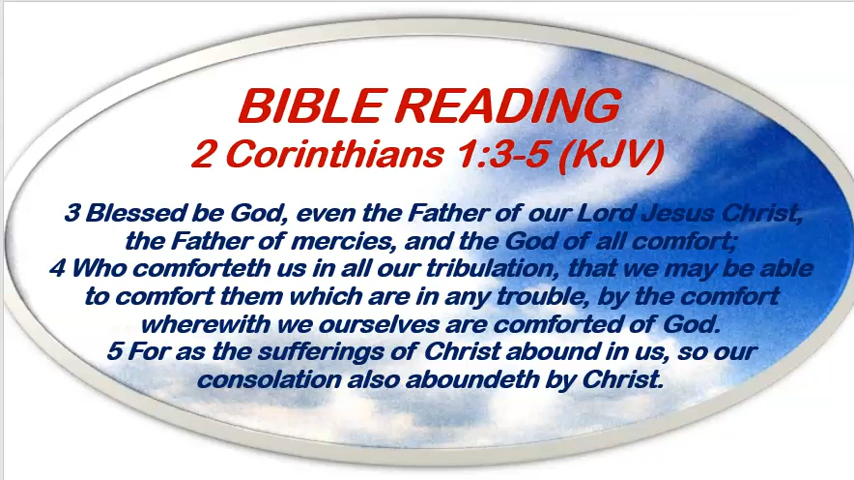 BIBLE READING
2 Corinthians 1:3-5 (KJV)
3 Blessed be God, even the Father of our Lord Jesus Christ,
the Father of mercies, and the God of all comfort;
4 Who comforteth us in all our tribulation, that we may be able
to comfort them which are in any trouble, by the comfort
wherewith we ourselves are comforted of God.
5 For as the sufferings of Christ abound in us, so our
consolation also aboundeth by Christ.